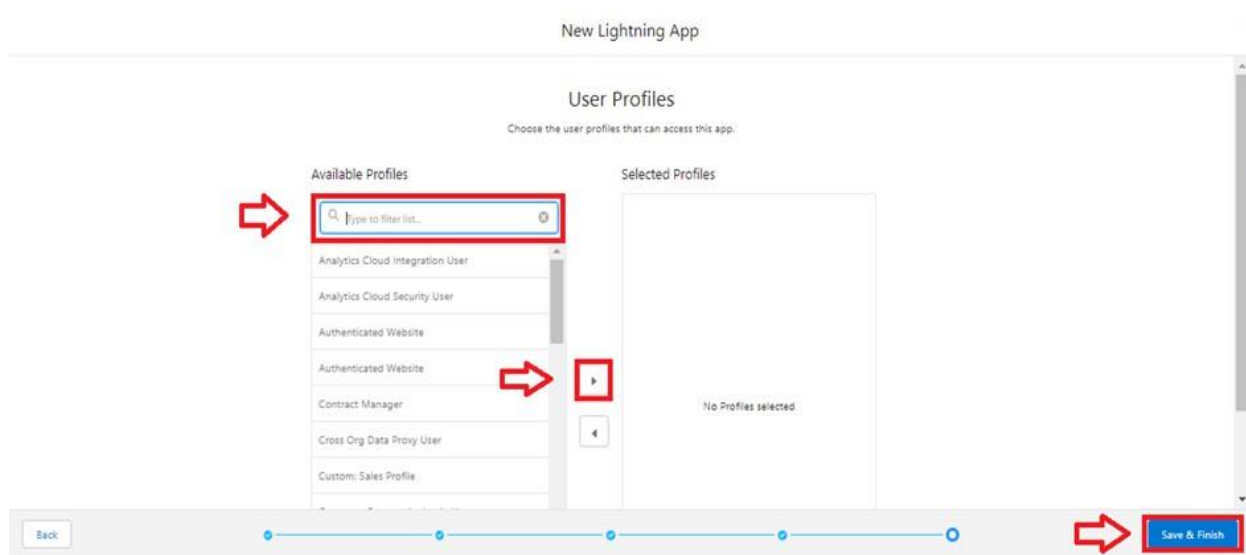 New Lightning App
User Profiles
Choose the user profiles that can access this app.
Available Profiles
Selected Profiles
Type to filter list...
Analytics Cloud Integration User
Analytics Cloud Security User
Authenticated Website
Authenticated Website
Contract Manager
Cross Org Data Proxy User
Custom: Sales Profile
No Profiles selected
Back
Save & Finish